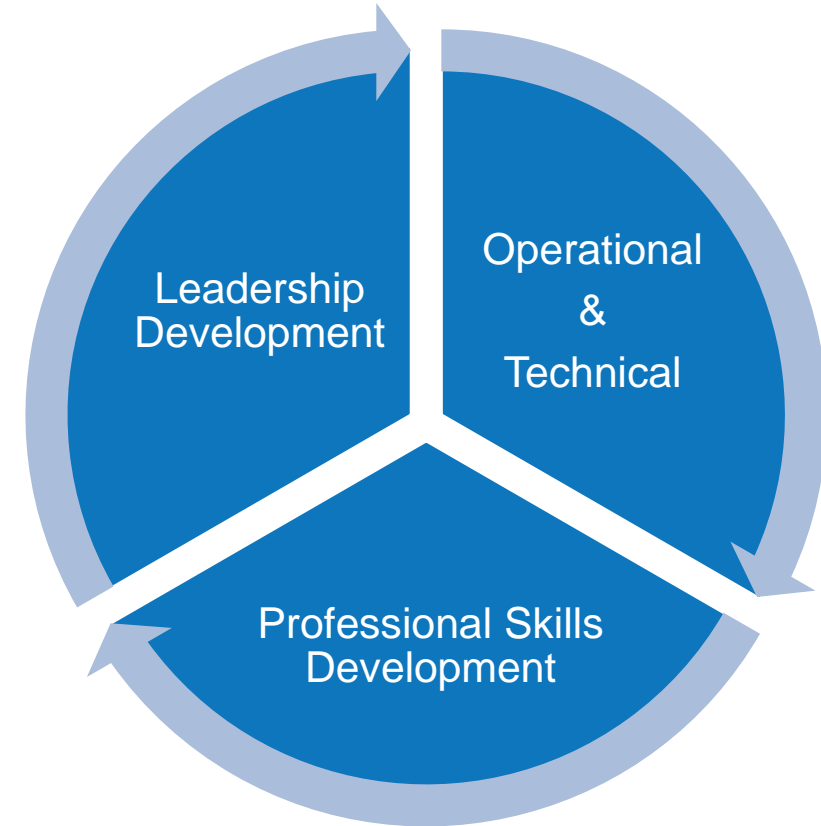 Leadership
Development
Operational
&
Technical
Professional Skills
Development